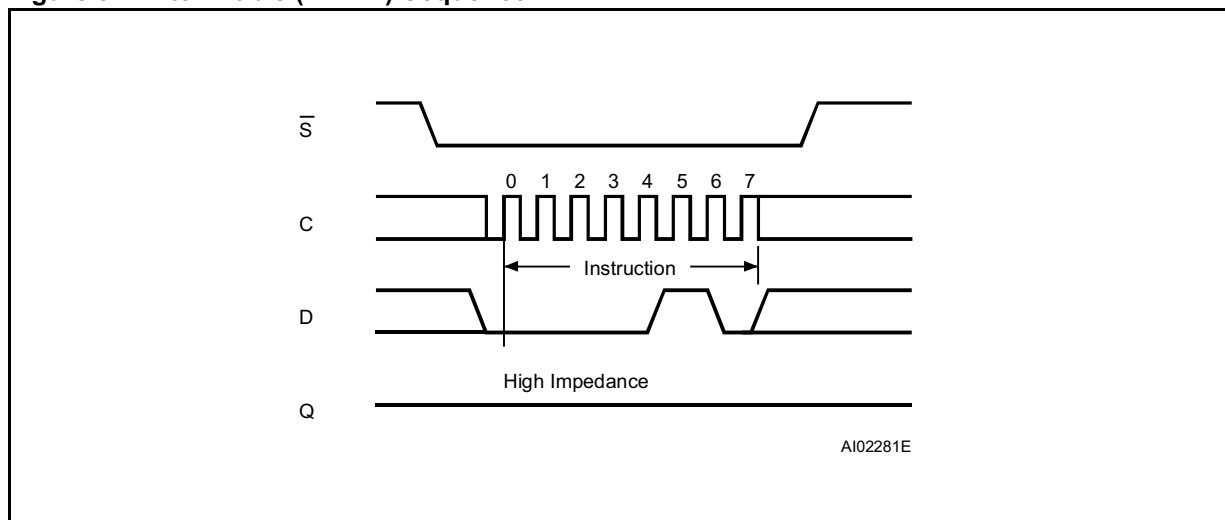 S̅
0 1 2 3 4 5 6 7
C
Instruction
D
High Impedance
Q
AI02281E